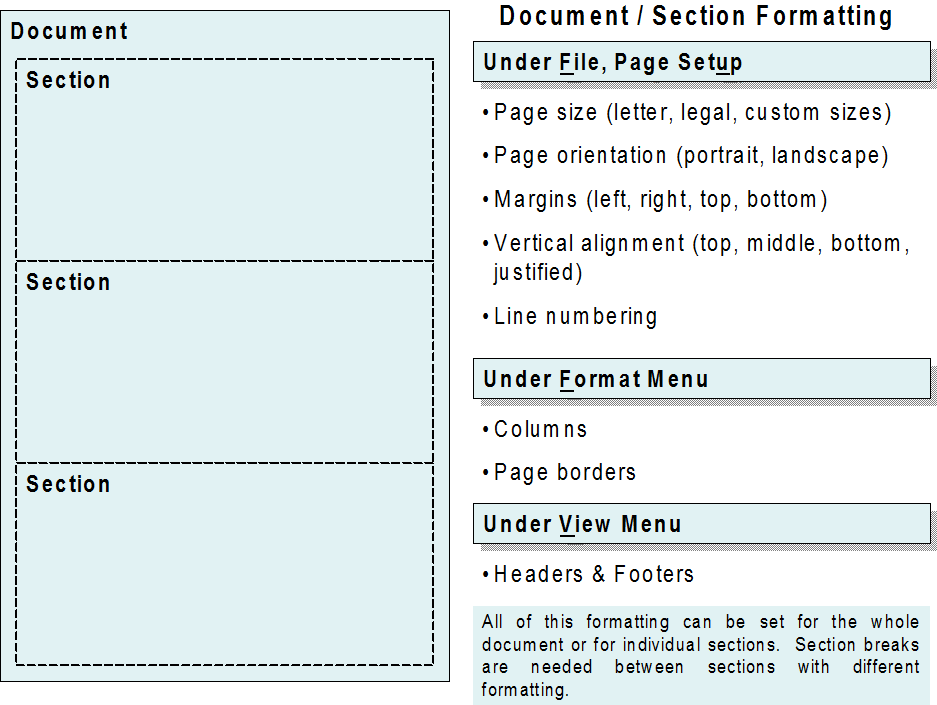 Document
Section
Section
Section
Document / Section Formatting
Under File, Page Setup
• Page size (letter, legal, custom sizes)
• Page orientation (portrait, landscape)
• Margins (left, right, top, bottom)
• Vertical alignment (top, middle, bottom,
justified)
• Line numbering
Under Format Menu
• Columns
• Page borders
Under View Menu
• Headers & Footers
All of this formatting can be set for the whole
document or for individual sections. Section breaks
are needed between sections with different
formatting.